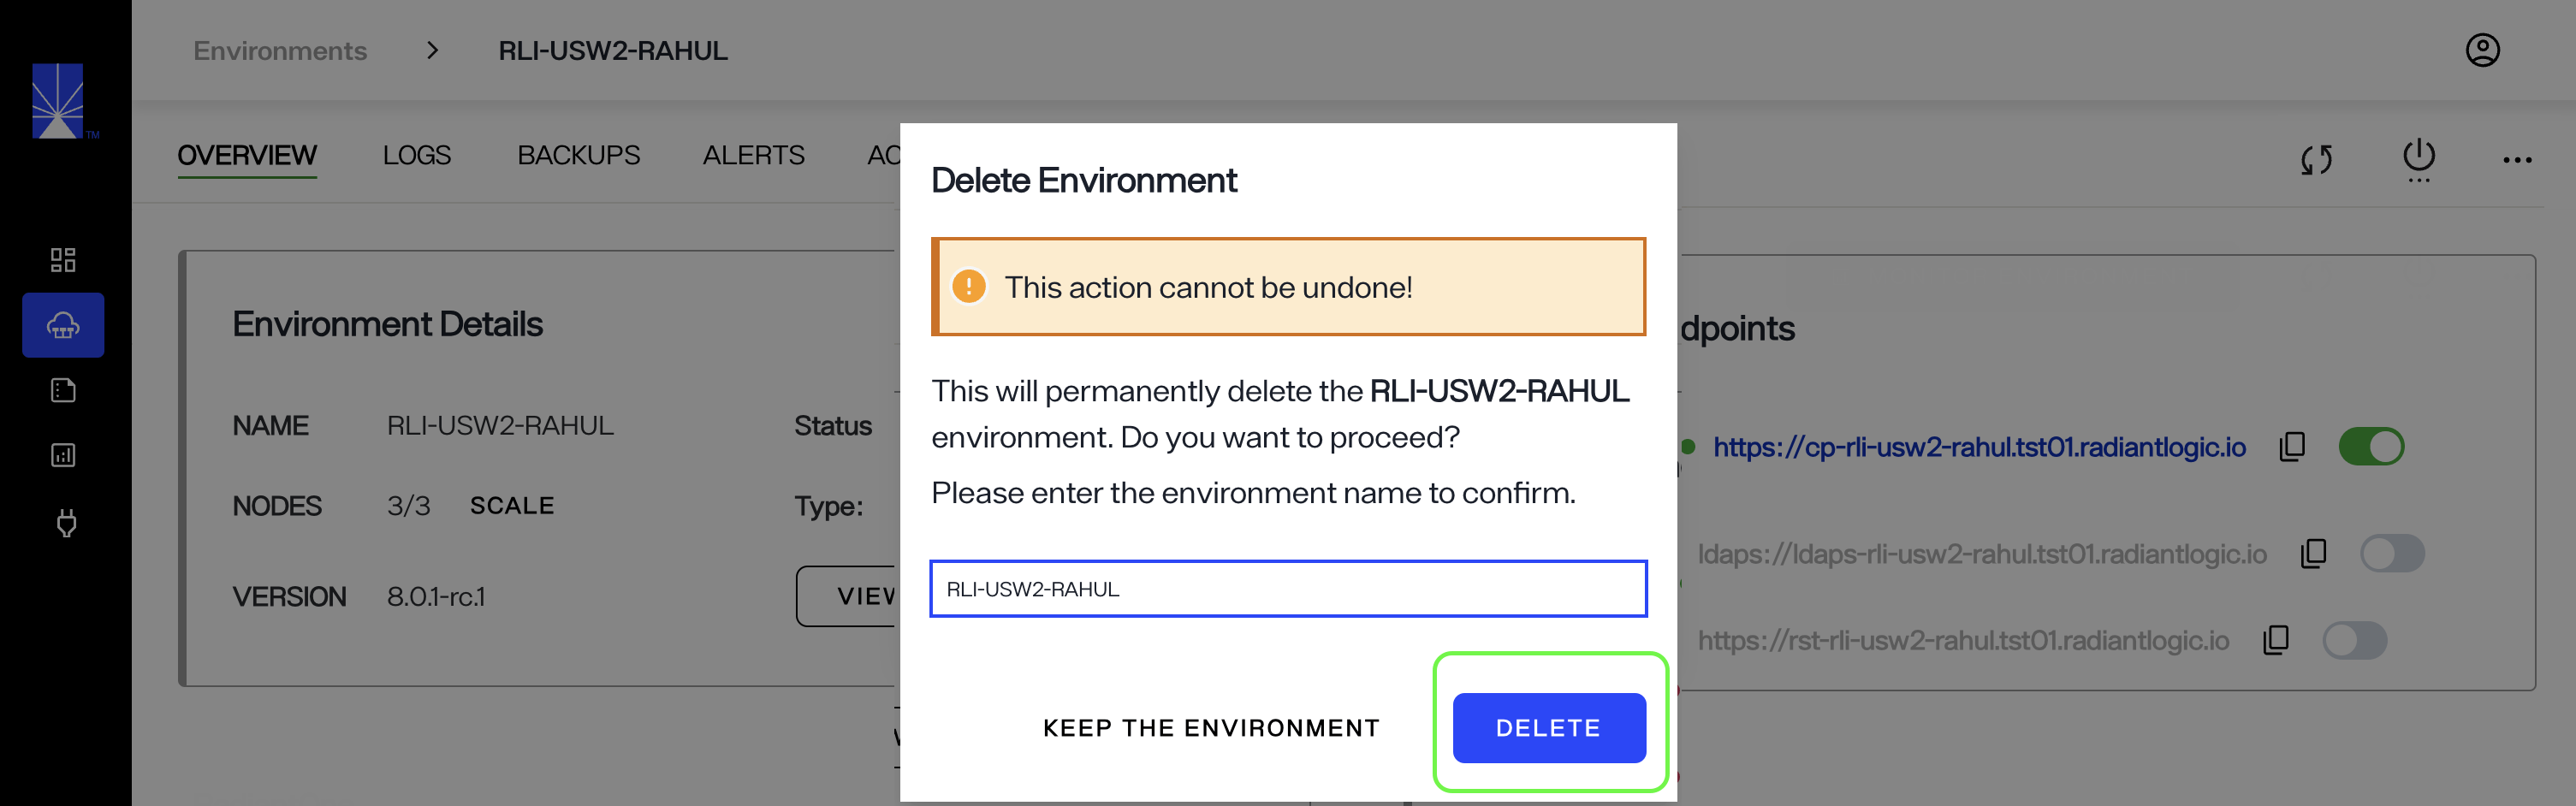 Environments > RLI-USW2-RAHUL
TM
OVERVIEW LOGS BACKUPS ALERTS
Delete Environment
This action cannot be undone!
Environment Details
dpoints
This will permanently delete the RLI-USW2-RAHUL
environment. Do you want to proceed?
Please enter the environment name to confirm.
NAME RLI-USW2-RAHUL Status
https://cp-rli-usw2-rahul.tst01.radiantlogic.io
NODES 3/3 SCALE Type:
ldaps://ldaps-rli-usw2-rahul.tst01.radiantlogic.io
RLI-USW2-RAHUL
VERSION 8.0.1-rc.1 VIEW
https://rst-rli-usw2-rahul.tst01.radiantlogic.io
KEEP THE ENVIRONMENT DELETE